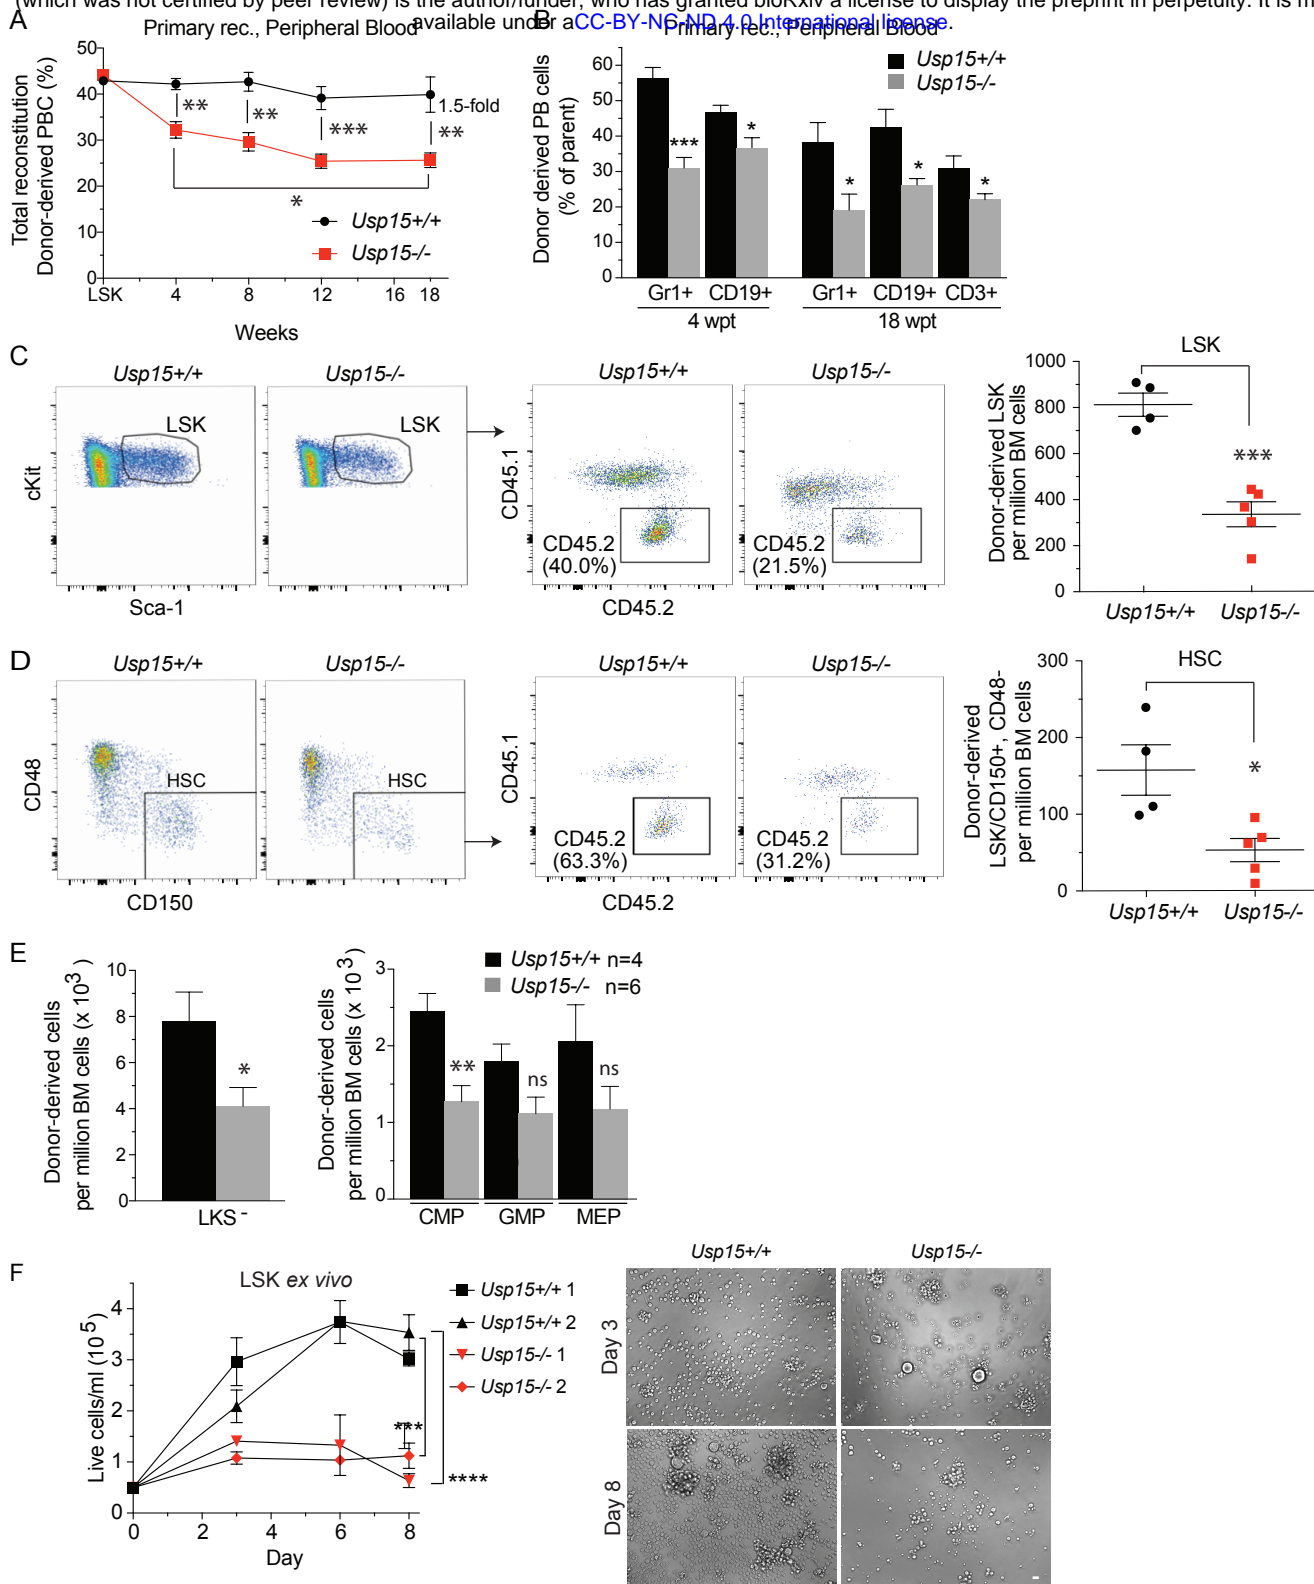 (which was not certified by peer review) is the author/funder, who has granted bioRxiv a license to display the preprint in perpetuity. It is m
available under aCC-BY-NC-ND 4.0 International license.
A
Primary rec., Peripheral Blood
Total reconstitution
Donor-derived PBC (%)
50
40
30
20
10
0
** ** *** **
1.5-fold
*
Usp15+/+
Usp15-/-
LSK 4 8 12 16 18
Weeks
B
Primary rec., Peripheral Blood
Donor derived PB cells
(% of parent)
60
50
40
30
20
10
0
Usp15+/+
Usp15-/-
*** * * * *
Gr1+ CD19+ Gr1+ CD19+ CD3+
4 wpt 18 wpt
C
Usp15+/+ Usp15-/-
LSK LSK
cKit
Sca-1
Usp15+/+ Usp15-/-
CD45.1
CD45.2
(40.0%)
CD45.2
(21.5%)
CD45.2
LSK
Donor-derived LSK
per million BM cells
1000
800
600
400
200
0
***
Usp15+/+ Usp15-/-
D
Usp15+/+ Usp15-/-
HSC HSC
CD48
CD150
Usp15+/+ Usp15-/-
CD45.1
CD45.2
(63.3%)
CD45.2
(31.2%)
CD45.2
HSC
Donor-derived
LSK/CD150+, CD48-
per million BM cells
300
200
100
0
*
Usp15+/+ Usp15-/-
E
Donor-derived cells
per million BM cells (x 10³ )
10
8
6
4
2
0
*
LKS⁻
Donor-derived cells
per million BM cells (x 10³)
3
2
1
0
Usp15+/+ n=4
Usp15-/- n=6
** ns ns
CMP GMP MEP
F
LSK ex vivo
Live cells/ml (10⁵)
4
3
2
1
0
0 2 4 6 8
Day
Usp15+/+ 1
Usp15+/+ 2
Usp15-/- 1
Usp15-/- 2
***
****
Usp15+/+ Usp15-/-
Day 3
Day 8